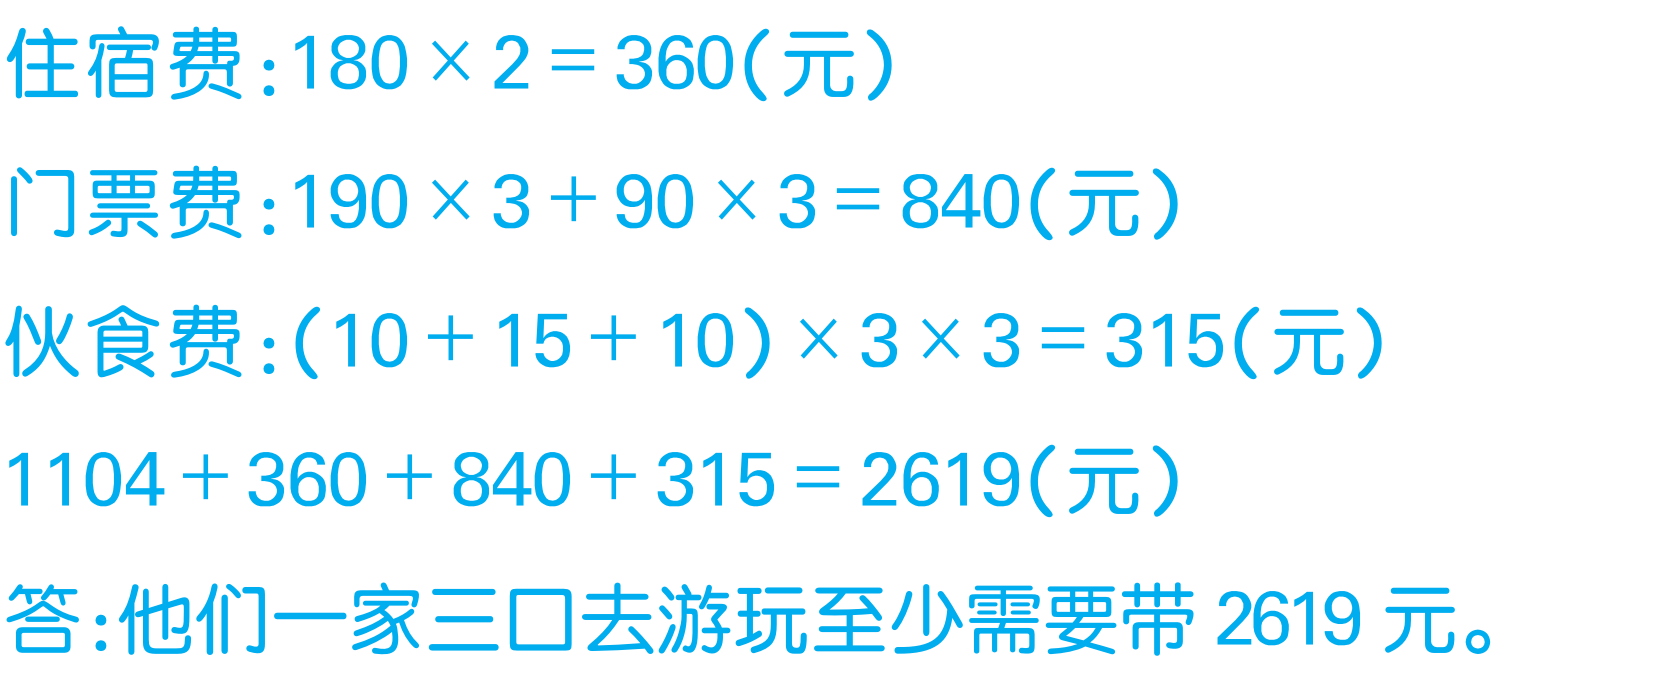 住宿费:180×2=360(元)
门票费:190×3+90×3=840(元)
伙食费:(10+15+10)×3×3=315(元)
1104+360+840+315=2619(元)
答:他们一家三口去游玩至少需要带 2619 元。